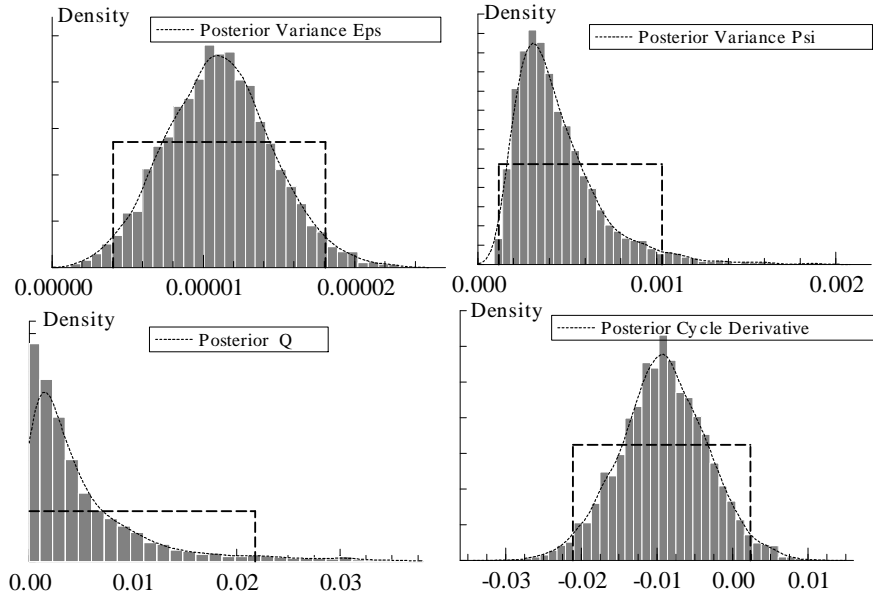 Density
Posterior Variance Eps
0.00000 0.00001 0.00002
Density
Posterior Variance Psi
0.000 0.001 0.002
Density
Posterior Q
0.00 0.01 0.02 0.03
Density
Posterior Cycle Derivative
-0.03 -0.02 -0.01 0.00 0.01